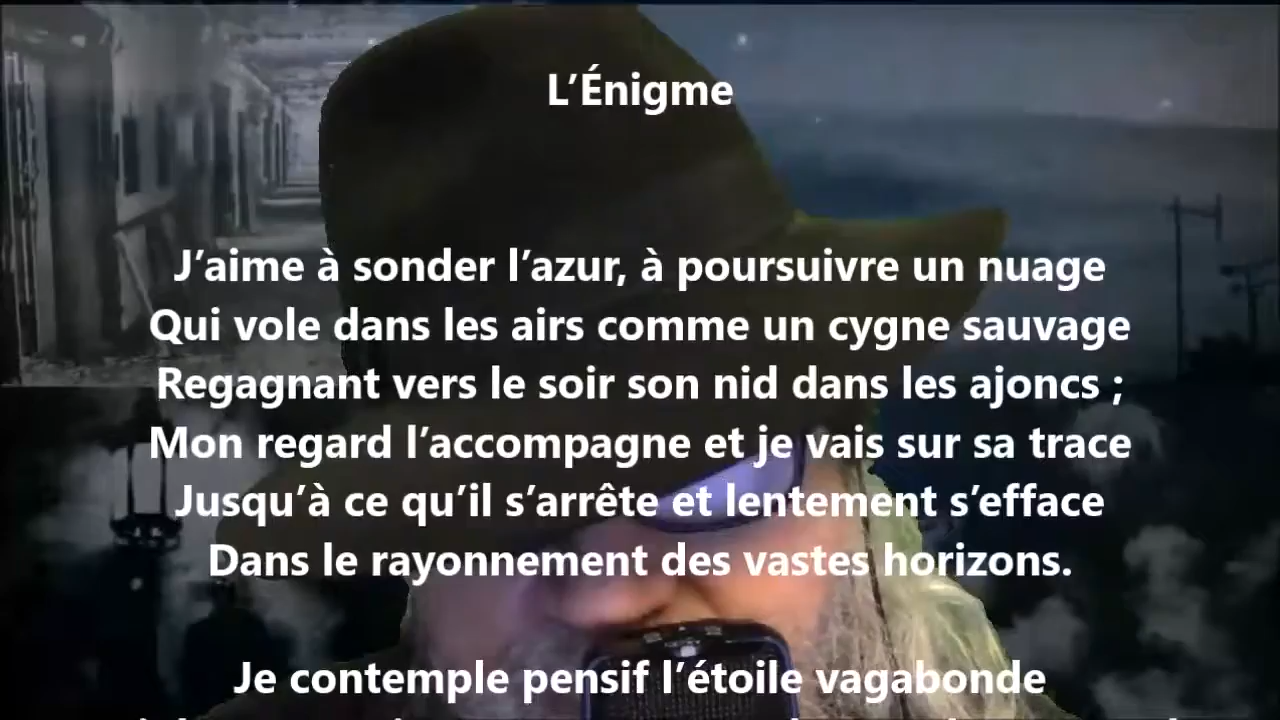 L’Énigme
J’aime à sonder l’azur, à poursuivre un nuage
Qui vole dans les airs comme un cygne sauvage
Regagnant vers le soir son nid dans les ajoncs ;
Mon regard l’accompagne et je vais sur sa trace
Jusqu’à ce qu’il s’arrête et lentement s’efface
Dans le rayonnement des vastes horizons.
Je contemple pensif l’étoile vagabonde